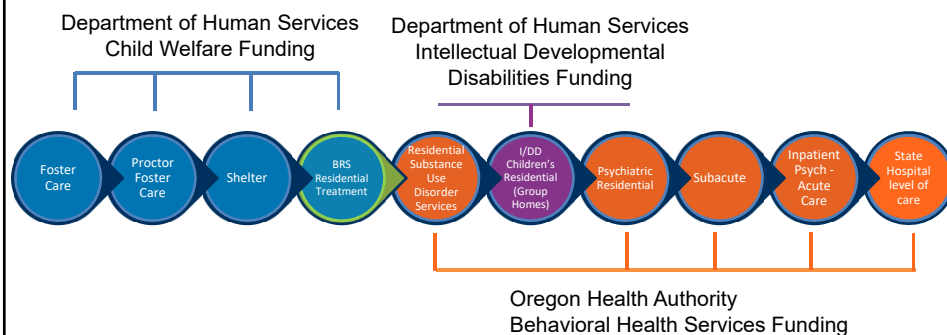 Department of Human Services
Child Welfare Funding
Department of Human Services
Intellectual Developmental
Disabilities Funding
Foster
Care
Proctor
Foster
Care
Shelter
BRS
Residential
Treatment
Residential
Substance
Use
Disorder
Services
I/DD
Children's
Residential
(Group
Homes)
Psychiatric
Residential
Subacute
Inpatient
Psych -
Acute
Care
State
Hospital
level of
care
Oregon Health Authority
Behavioral Health Services Funding